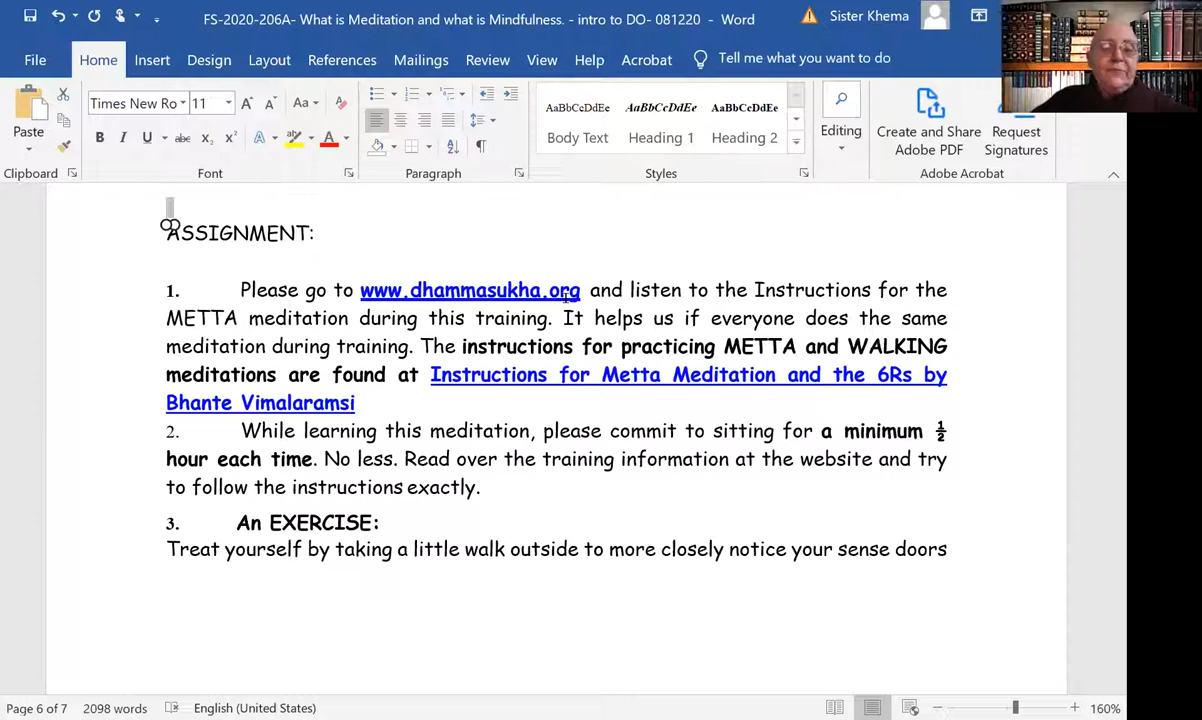 FS-2020-206A- What is Meditation and what is Mindfulness. - intro to DO- 081220 - Word
Sister Khema
File Home Insert Design Layout References Mailings Review View Help Acrobat Tell me what you want to do
Paste
Times New Ro 11 A A Aa A
B I U abc X2 X2 A A
AaBbCcDdEe AaBbCcDdEe AaBbCcDdEe
Body Text Heading 1 Heading 2
Editing
Create and Share Adobe PDF
Request Signatures
Clipboard Font Paragraph Styles Adobe Acrobat
ASSIGNMENT:
1. Please go to www.dhammasukha.org and listen to the Instructions for the
METTA meditation during this training. It helps us if everyone does the same
meditation during training. The instructions for practicing METTA and WALKING
meditations are found at Instructions for Metta Meditation and the 6Rs by
Bhante Vimalaramsi
2. While learning this meditation, please commit to sitting for a minimum ½
hour each time. No less. Read over the training information at the website and try
to follow the instructions exactly.
3. An EXERCISE:
Treat yourself by taking a little walk outside to more closely notice your sense doors
Page 6 of 7 2098 words English (United States) 160%